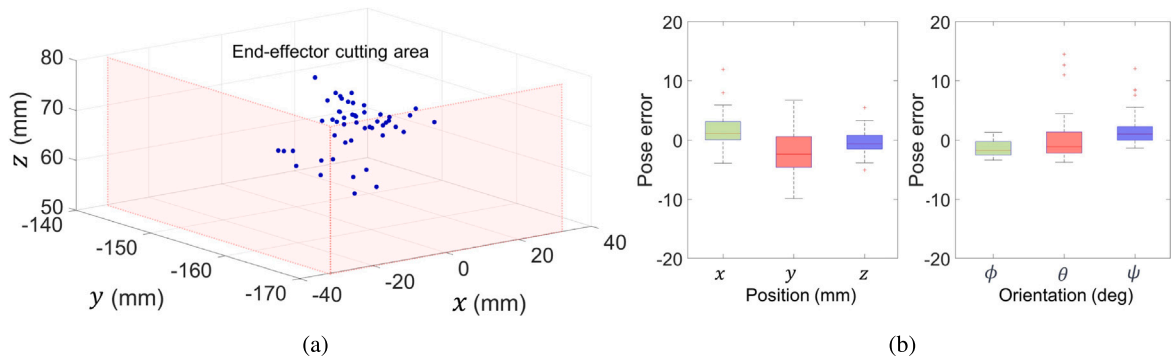 End-effector cutting area
80
70
60
50
z (mm)
-140
-150
-160
-170
y (mm)
-40
-20
0
20
40
x (mm)
(a)
20
10
0
-10
-20
Pose error
x y z
Position (mm)
20
10
0
-10
-20
Pose error
ϕ θ ψ
Orientation (deg)
(b)